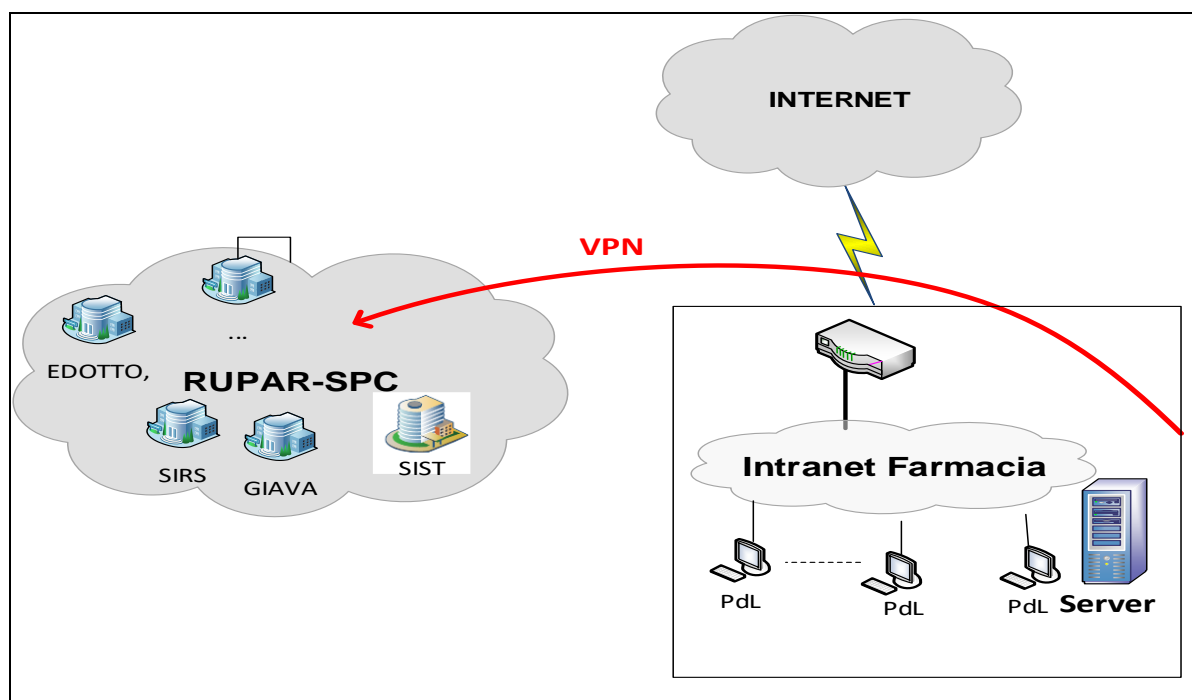 INTERNET
VPN
...
EDOTTO,
RUPAR-SPC
SIRS
GIAVA
SIST
Intranet Farmacia
PdL
PdL
PdL
Server